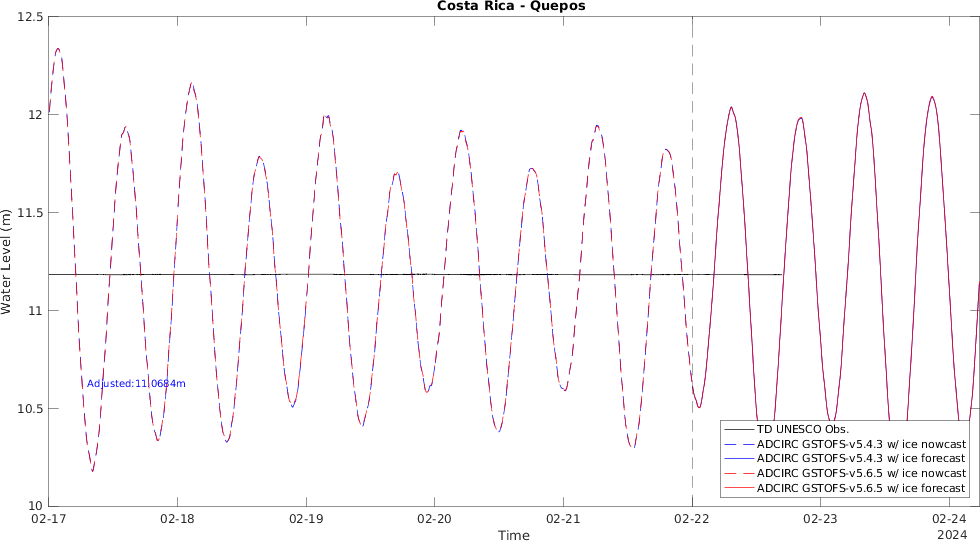 Costa Rica - Quepos
12.5
12
11.5
11
10.5
10
Water Level (m)
Adjusted:11.0684m
TD UNESCO Obs.
ADCIRC GSTOFS-v5.4.3 w/ ice nowcast
ADCIRC GSTOFS-v5.4.3 w/ ice forecast
ADCIRC GSTOFS-v5.6.5 w/ ice nowcast
ADCIRC GSTOFS-v5.6.5 w/ ice forecast
02-17 02-18 02-19 02-20 02-21 02-22 02-23 02-24
Time
2024